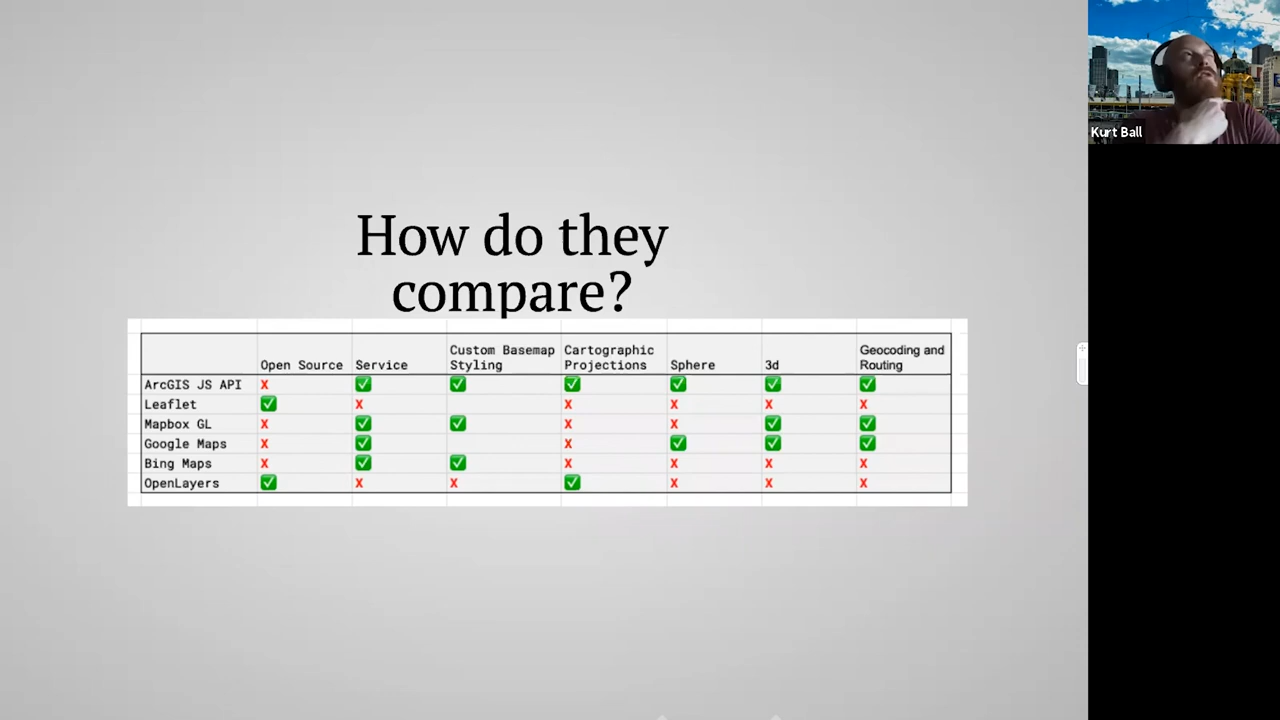 How do they
compare?
Open Source Service Custom Basemap Styling Cartographic Projections Sphere 3d Geocoding and Routing
ArcGIS JS API X ✅ ✅ ✅ ✅ ✅ ✅
Leaflet ✅ X X X X X
Mapbox GL X ✅ ✅ X X ✅ ✅
Google Maps X ✅ X ✅ ✅ ✅
Bing Maps X ✅ ✅ X X X X
OpenLayers ✅ X X ✅ X X X
Kurt Ball